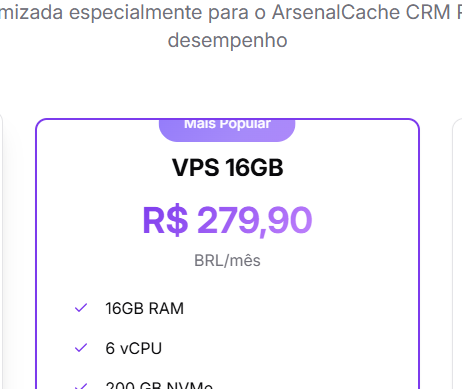 mizada especialmente para o ArsenalCache CRM
desempenho
Mais Popular
VPS 16GB
R$ 279,90
BRL/mês
16GB RAM
6 vCPU
200 GB NVMe